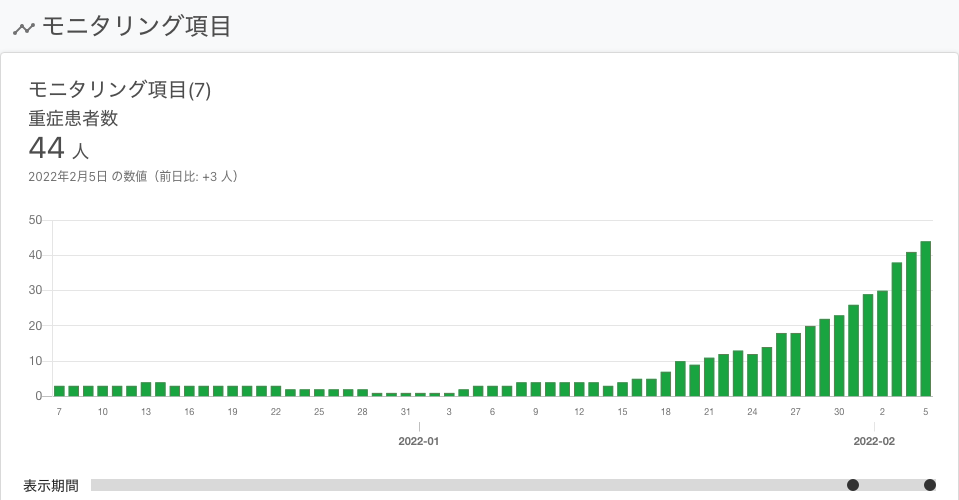 モニタリング項目
モニタリング項目(7)
重症患者数
44 人
2022年2月5日 の数値（前日比: +3 人）
50
40
30
20
10
0
7 10 13 16 19 22 25 28 31 3 6 9 12 15 18 21 24 27 30 2 5
2022-01 2022-02
表示期間